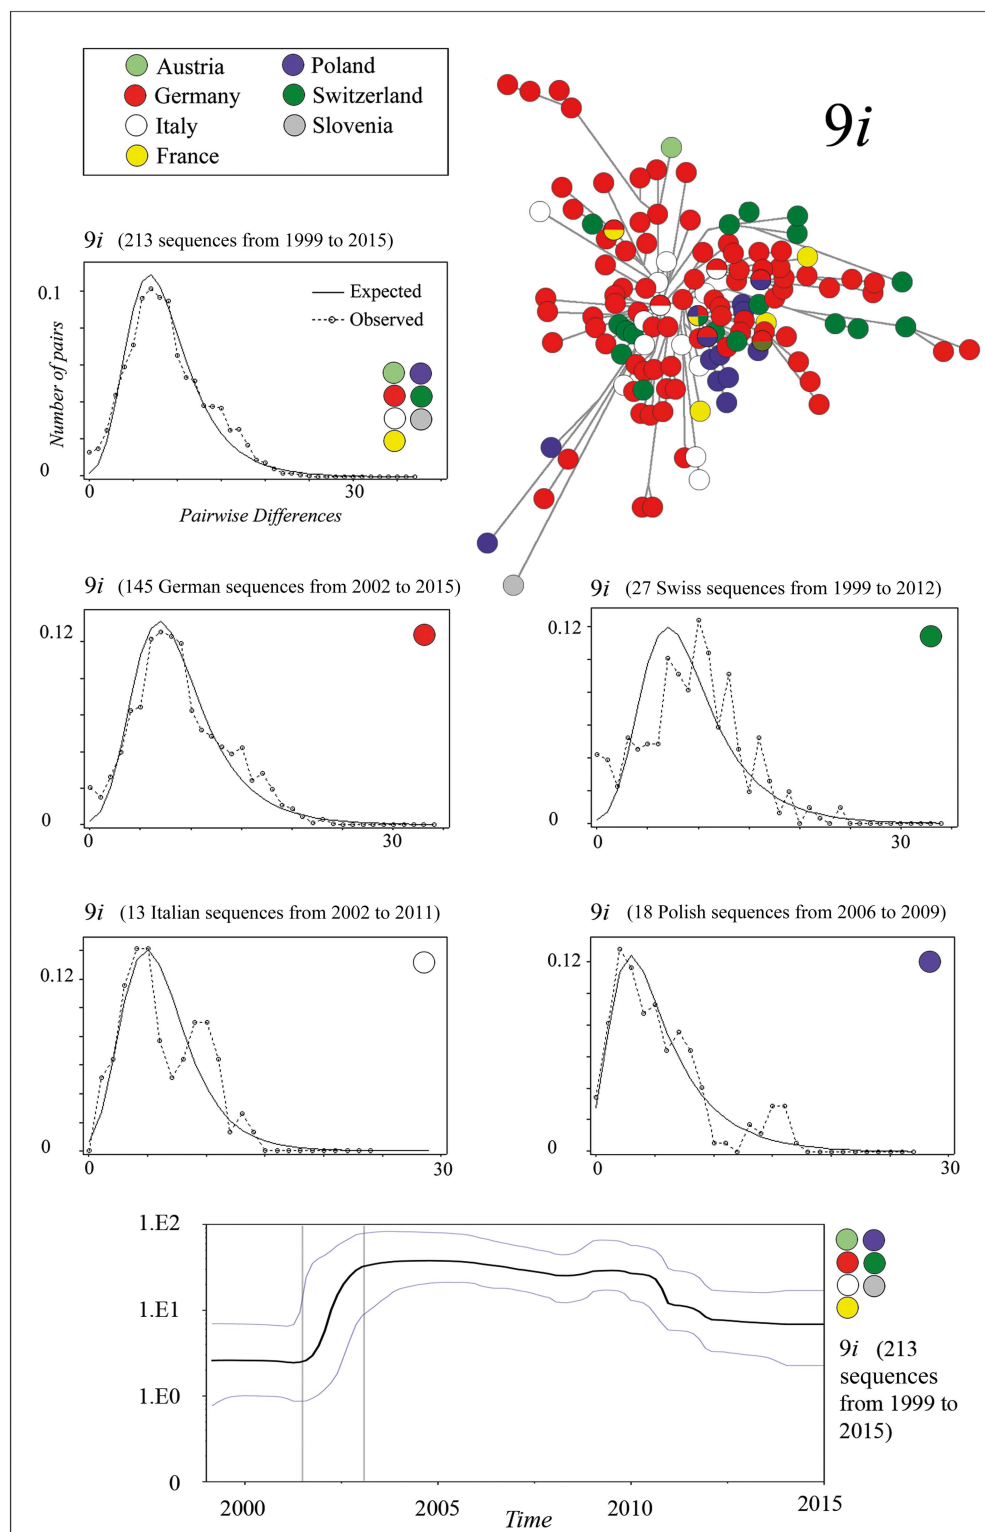 Austria
Germany
Italy
France
Poland
Switzerland
Slovenia
9i
9i (213 sequences from 1999 to 2015)
Expected
Observed
0.1
0
Number of pairs
0
30
Pairwise Differences
9i (145 German sequences from 2002 to 2015)
0.12
0
0
30
9i (27 Swiss sequences from 1999 to 2012)
0.12
0
0
30
9i (13 Italian sequences from 2002 to 2011)
0.12
0
0
30
9i (18 Polish sequences from 2006 to 2009)
0.12
0
0
30
1.E2
1.E1
1.E0
0
2000
2005
2010
2015
Time
9i (213
sequences
from 1999 to
2015)